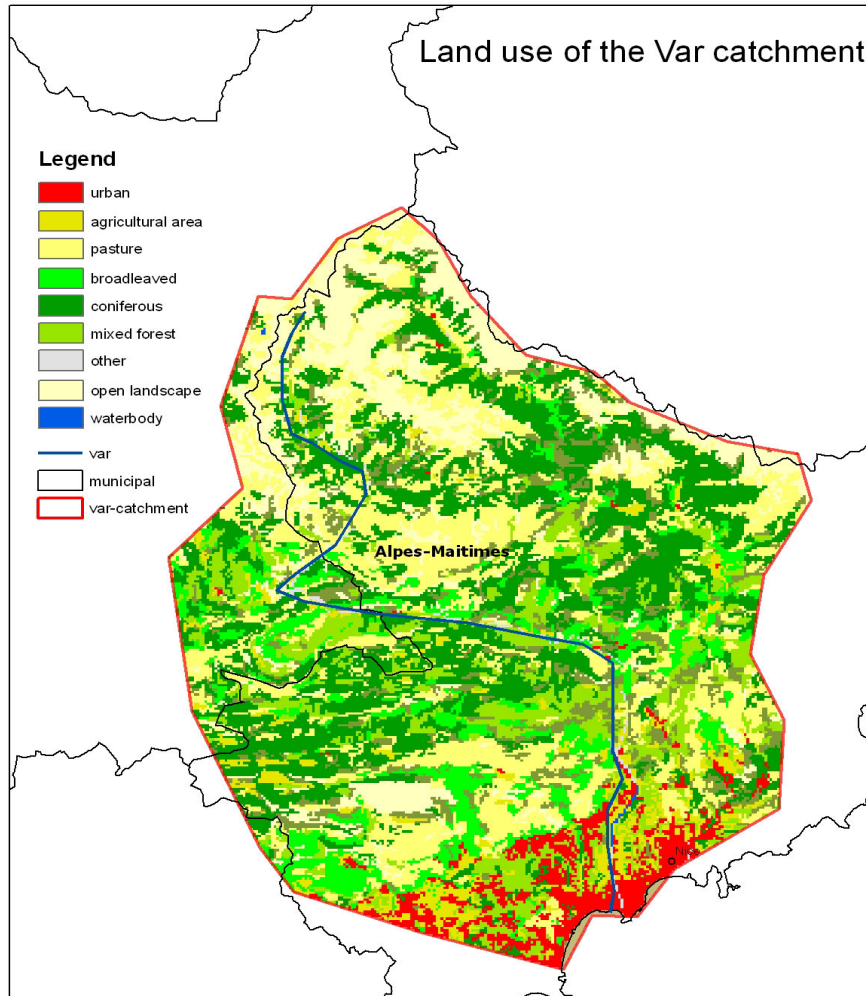 Land use of the Var catchment
Legend
urban
agricultural area
pasture
broadleaved
coniferous
mixed forest
other
open landscape
waterbody
var
municipal
var-catchment
Alpes-Maitimes
Nice